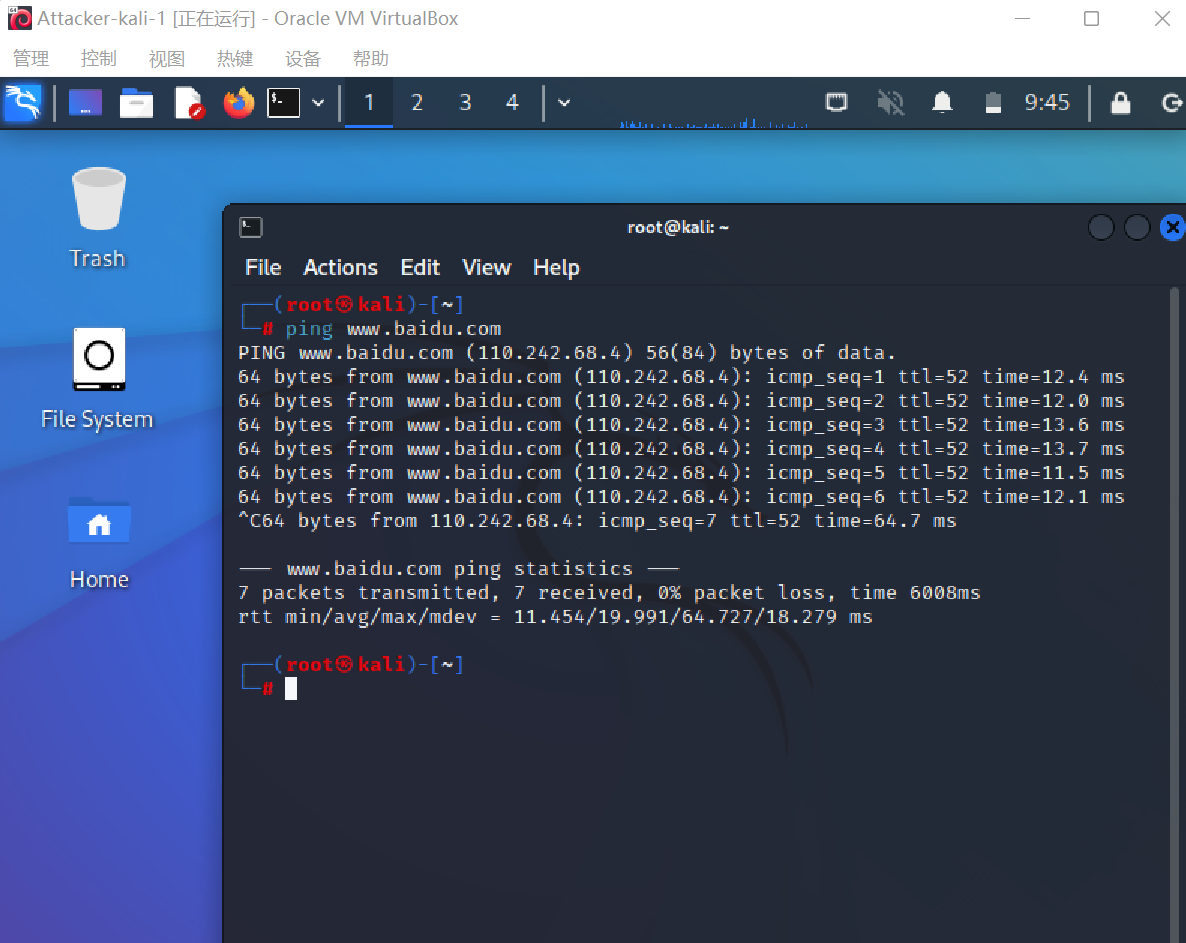 Attacker-kali-1 [正在运行] - Oracle VM VirtualBox
管理 控制 视图 热键 设备 帮助
1 2 3 4 9:45
Trash
File System
Home
root@kali: ~
File Actions Edit View Help
┌──(root㉿kali)-[~]
└─# ping www.baidu.com
PING www.baidu.com (110.242.68.4) 56(84) bytes of data.
64 bytes from www.baidu.com (110.242.68.4): icmp_seq=1 ttl=52 time=12.4 ms
64 bytes from www.baidu.com (110.242.68.4): icmp_seq=2 ttl=52 time=12.0 ms
64 bytes from www.baidu.com (110.242.68.4): icmp_seq=3 ttl=52 time=13.6 ms
64 bytes from www.baidu.com (110.242.68.4): icmp_seq=4 ttl=52 time=13.7 ms
64 bytes from www.baidu.com (110.242.68.4): icmp_seq=5 ttl=52 time=11.5 ms
64 bytes from www.baidu.com (110.242.68.4): icmp_seq=6 ttl=52 time=12.1 ms
^C64 bytes from 110.242.68.4: icmp_seq=7 ttl=52 time=64.7 ms
--- www.baidu.com ping statistics ---
7 packets transmitted, 7 received, 0% packet loss, time 6008ms
rtt min/avg/max/mdev = 11.454/19.991/64.727/18.279 ms
┌──(root㉿kali)-[~]
└─#